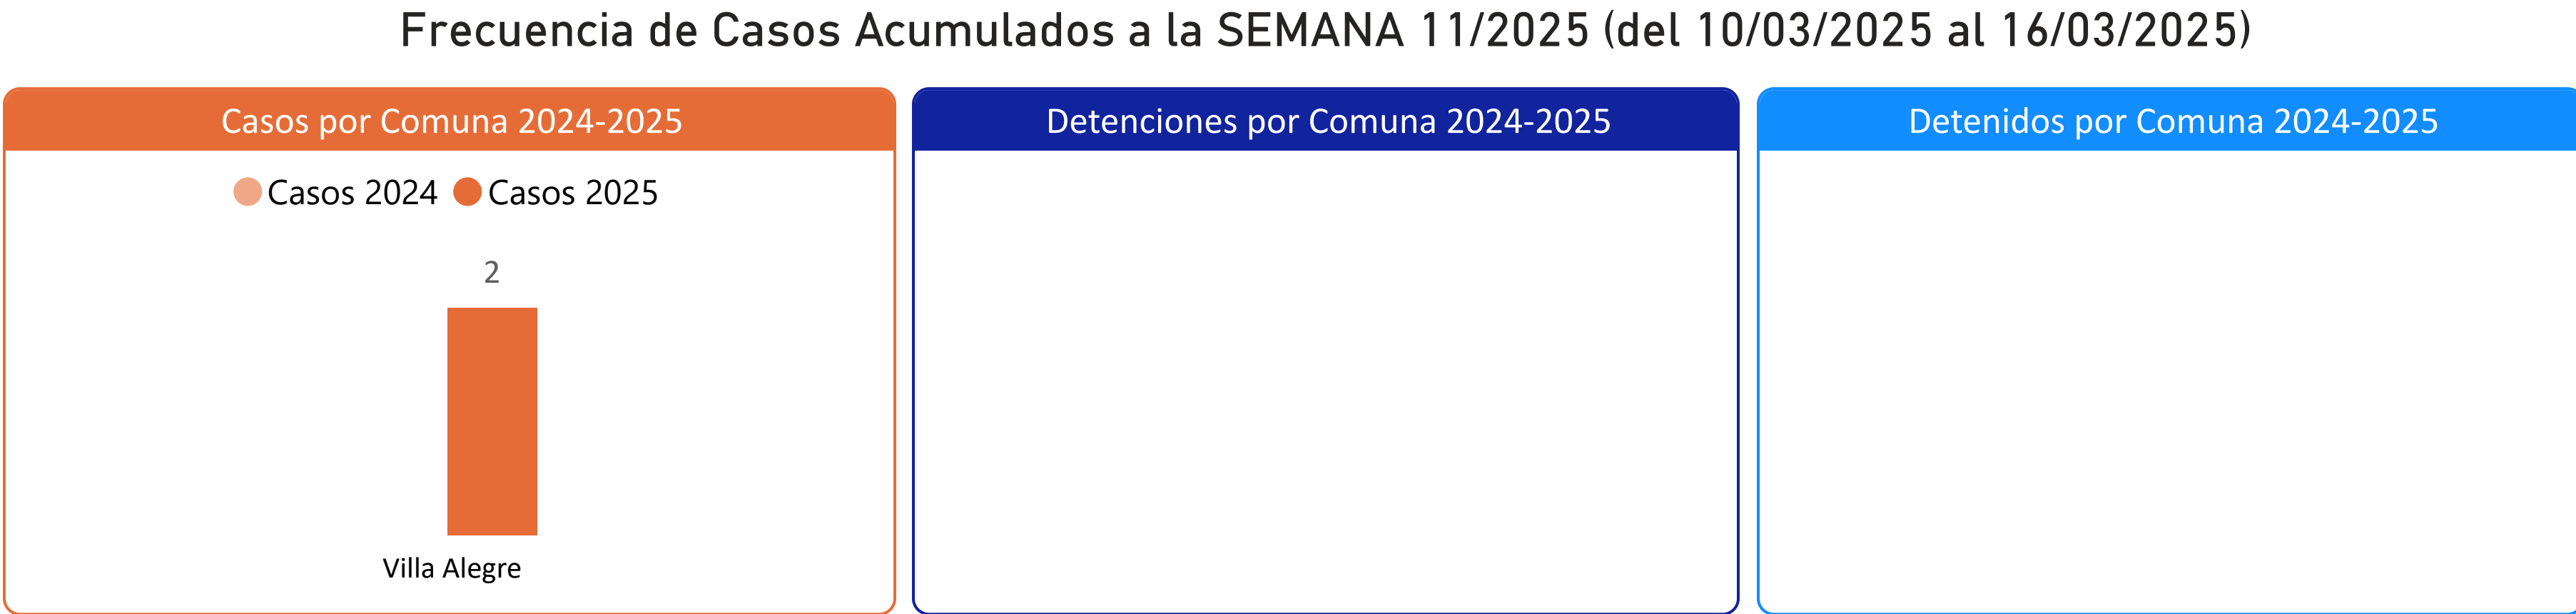 Frecuencia de Casos Acumulados a la SEMANA 11/2025 (del 10/03/2025 al 16/03/2025)
Casos por Comuna 2024-2025
Casos 2024 Casos 2025
2
Villa Alegre
Detenciones por Comuna 2024-2025
Detenidos por Comuna 2024-2025